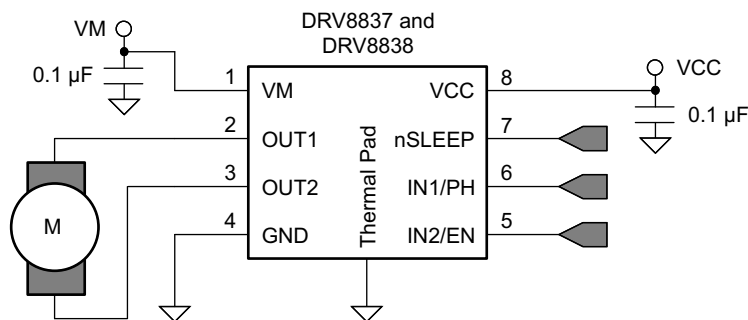 DRV8837 and
DRV8838
VM
0.1 µF
VCC
0.1 µF
1
VM
VCC
8
2
OUT1
nSLEEP
7
3
OUT2
IN1/PH
6
4
GND
IN2/EN
5
Thermal Pad
M